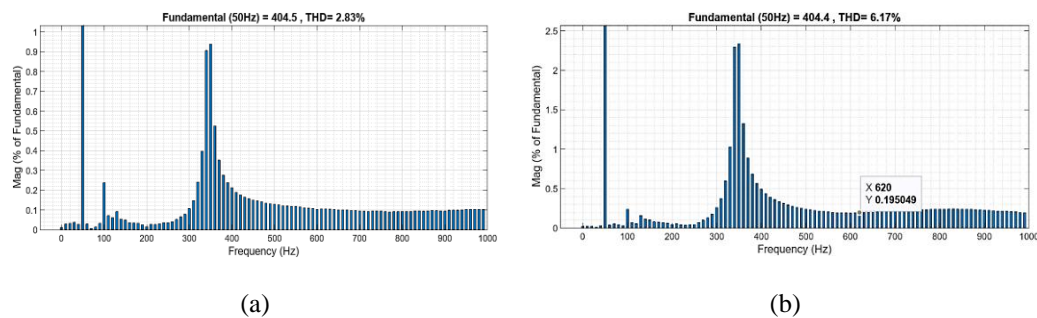 Fundamental (50Hz) = 404.5 , THD= 2.83%
1
0.9
0.8
0.7
0.6
0.5
0.4
0.3
0.2
0.1
0
Mag (% of Fundamental)
0 100 200 300 400 500 600 700 800 900 1000
Frequency (Hz)
(a)
Fundamental (50Hz) = 404.4 , THD= 6.17%
2.5
2
1.5
1
0.5
0
Mag (% of Fundamental)
X 620
Y 0.195049
0 100 200 300 400 500 600 700 800 900 1000
Frequency (Hz)
(b)